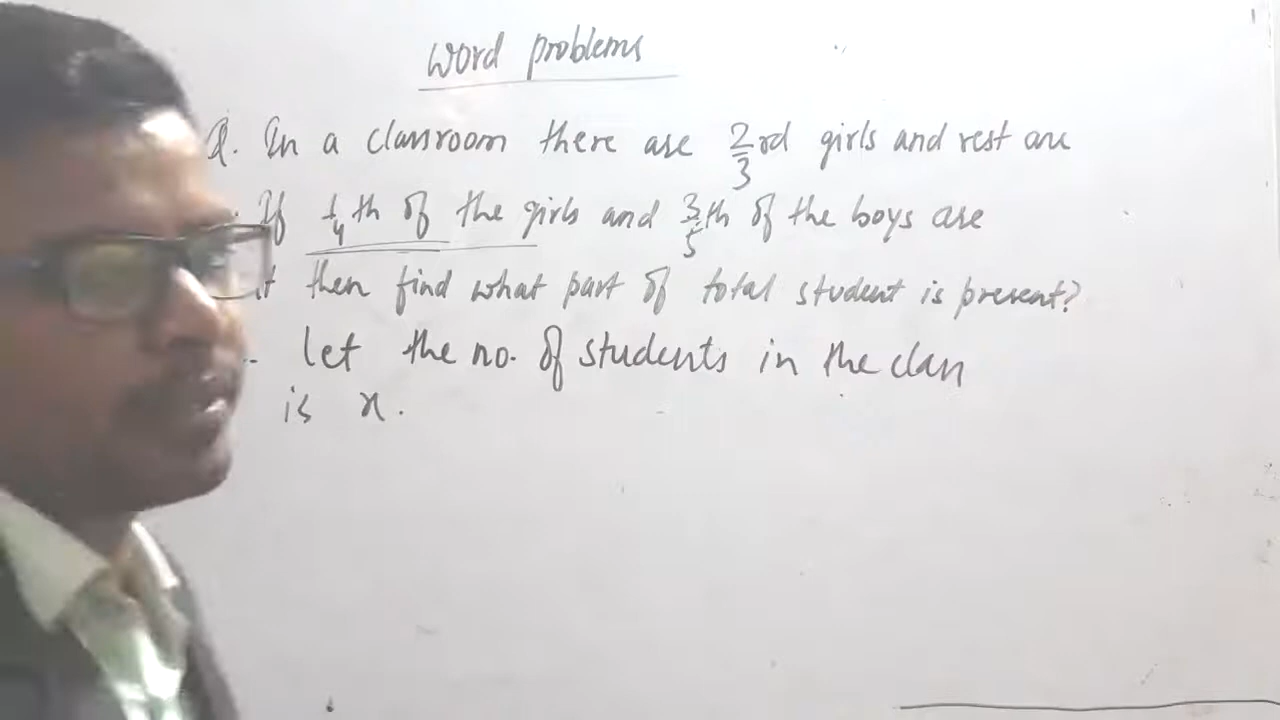 Word problems
Q. In a classroom there are 2/3rd girls and rest are
If 1/4th of the girls and 3/5th of the boys are
t then find what part of total student is present?
let the no. of students in the class
is x.